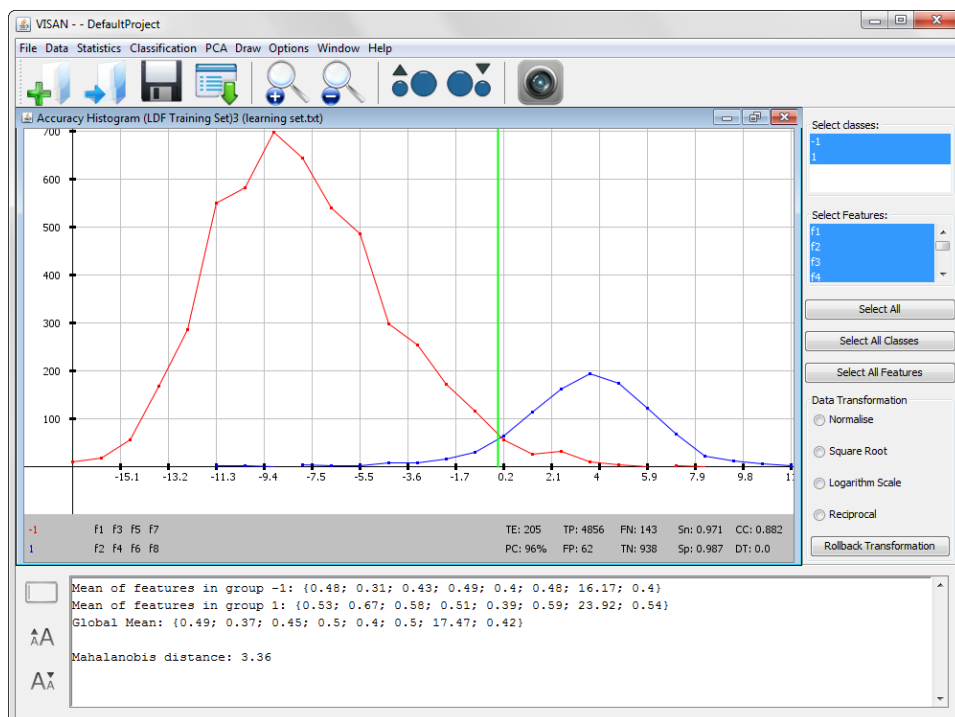 VISAN - - DefaultProject
File Data Statistics Classification PCA Draw Options Window Help
Accuracy Histogram (LDF Training Set)3 (learning set.txt)
700
600
500
400
300
200
100
-15.1 -13.2 -11.3 -9.4 -7.5 -5.5 -3.6 -1.7 0.2 2.1 4 5.9 7.9 9.8
-1 f1 f3 f5 f7 TE: 205 TP: 4856 FN: 143 Sn: 0.971 CC: 0.882
1 f2 f4 f6 f8 PC: 96% FP: 62 TN: 938 Sp: 0.987 DT: 0.0
Select classes:
-1
1
Select Features:
f1
f2
f3
f4
Select All
Select All Classes
Select All Features
Data Transformation
Normalise
Square Root
Logarithm Scale
Reciprocal
Rollback Transformation
AA
AA
Mean of features in group -1: {0.48; 0.31; 0.43; 0.49; 0.4; 0.48; 16.17; 0.4}
Mean of features in group 1: {0.53; 0.67; 0.58; 0.51; 0.39; 0.59; 23.92; 0.54}
Global Mean: {0.49; 0.37; 0.45; 0.5; 0.4; 0.5; 17.47; 0.42}
Mahalanobis distance: 3.36